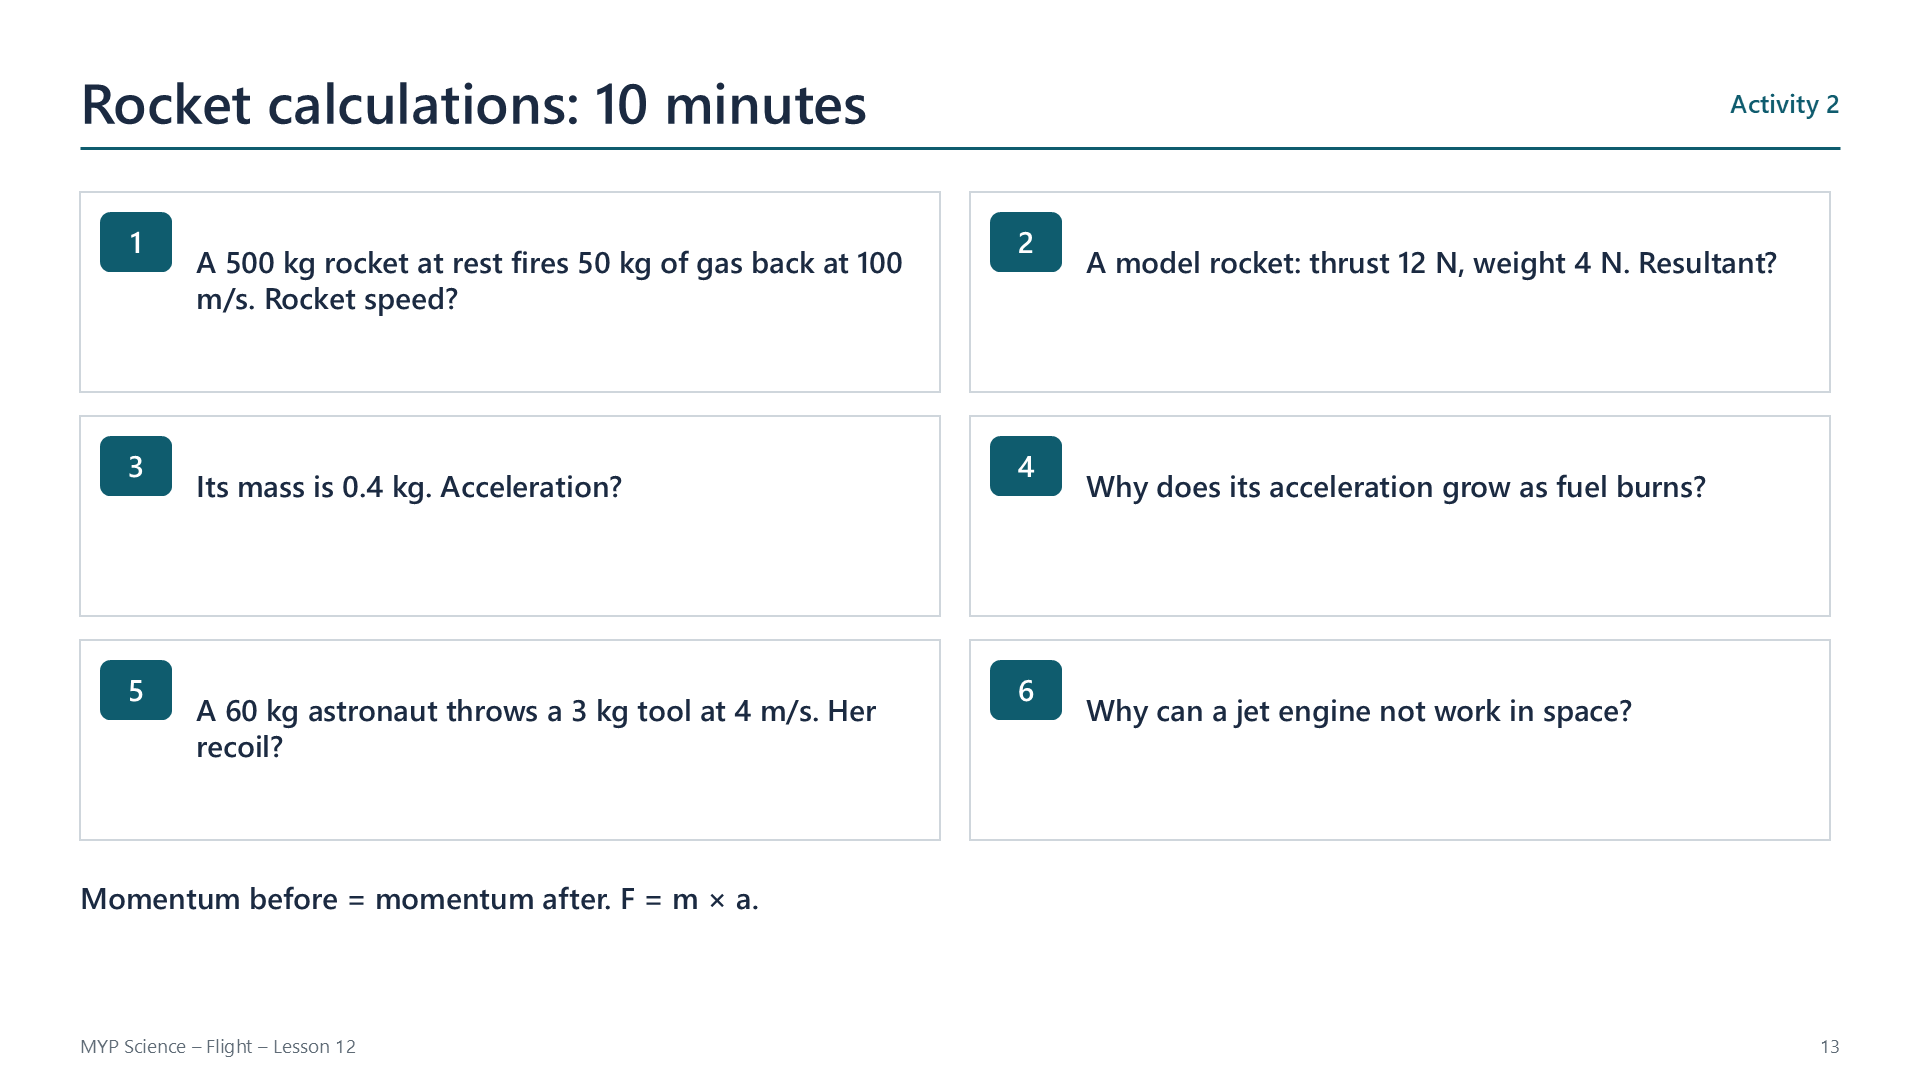 Rocket calculations: 10 minutes
Activity 2
1
A 500 kg rocket at rest fires 50 kg of gas back at 100
m/s. Rocket speed?
2
A model rocket: thrust 12 N, weight 4 N. Resultant?
3
Its mass is 0.4 kg. Acceleration?
4
Why does its acceleration grow as fuel burns?
5
A 60 kg astronaut throws a 3 kg tool at 4 m/s. Her
recoil?
6
Why can a jet engine not work in space?
Momentum before = momentum after. F = m × a.
MYP Science – Flight – Lesson 12
13